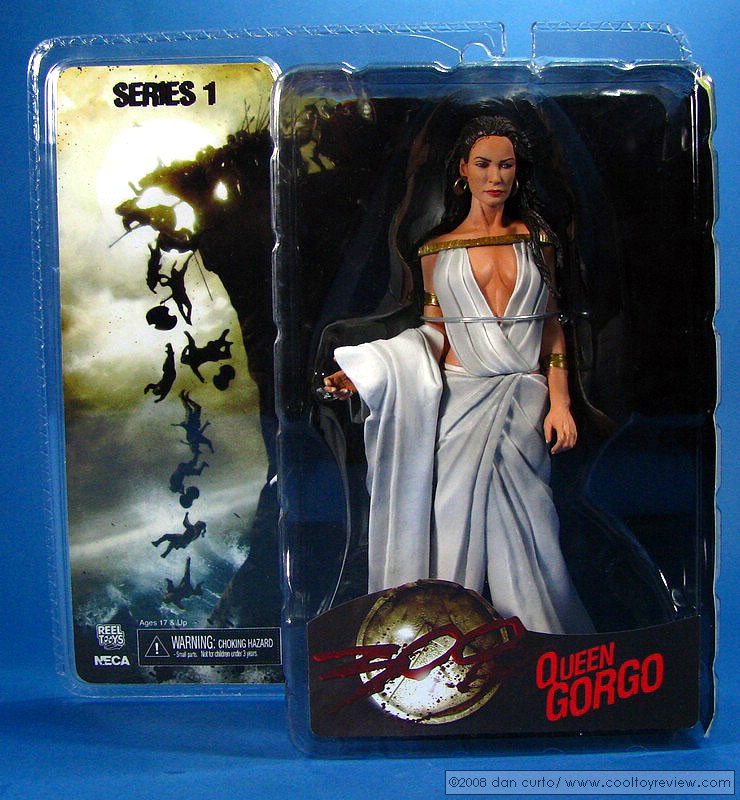 SERIES 1
Ages 17 & Up
REEL TOYS
NECA
WARNING: CHOKING HAZARD
-Small parts. Not for children under 3 years.
300
QUEEN
GORGO
©2008 dan curto/ www.cooltoyreview.com